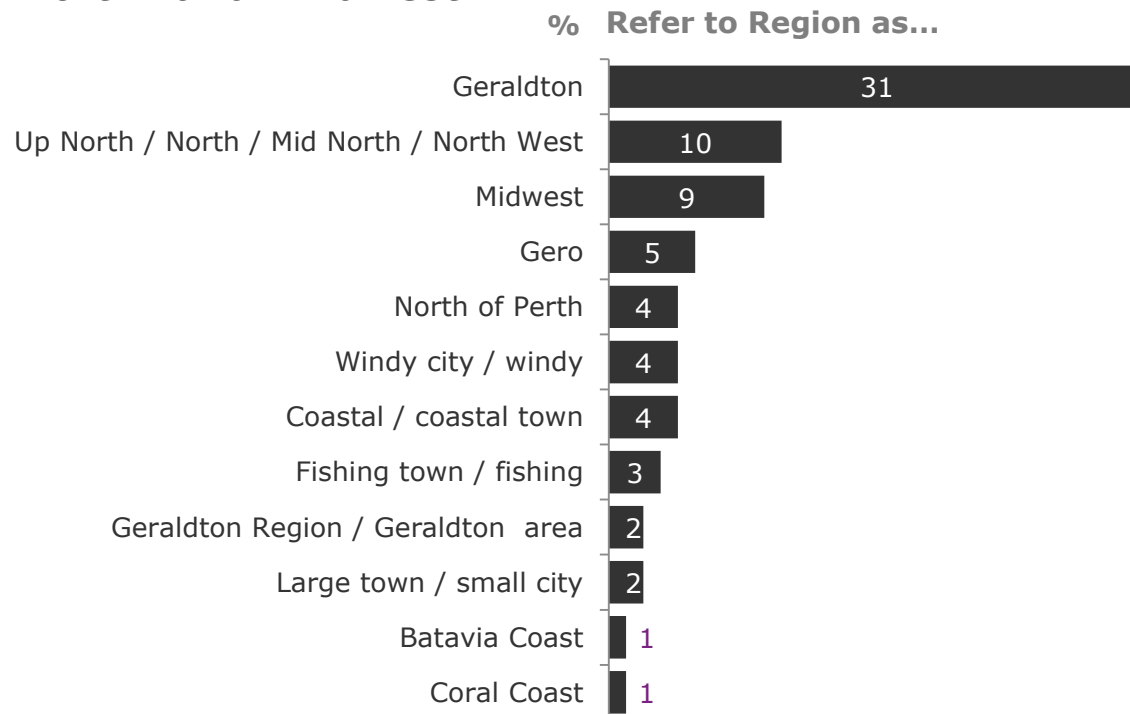 % Refer to Region as...
Geraldton 31
Up North / North / Mid North / North West 10
Midwest 9
Gero 5
North of Perth 4
Windy city / windy 4
Coastal / coastal town 4
Fishing town / fishing 3
Geraldton Region / Geraldton area 2
Large town / small city 2
Batavia Coast 1
Coral Coast 1